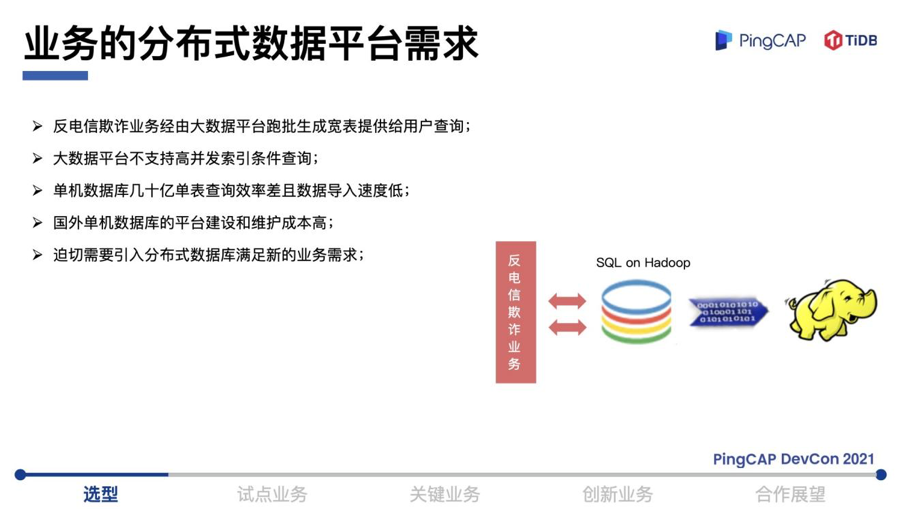 业务的分布式数据平台需求
PingCAP
TiDB
反电信欺诈业务经由大数据平台跑批生成宽表提供给用户查询；
大数据平台不支持高并发索引条件查询；
单机数据库几十亿单表查询效率差且数据导入速度低；
国外单机数据库的平台建设和维护成本高；
迫切需要引入分布式数据库满足新的业务需求；
反电信欺诈业务
SQL on Hadoop
PingCAP DevCon 2021
选型
试点业务
关键业务
创新业务
合作展望